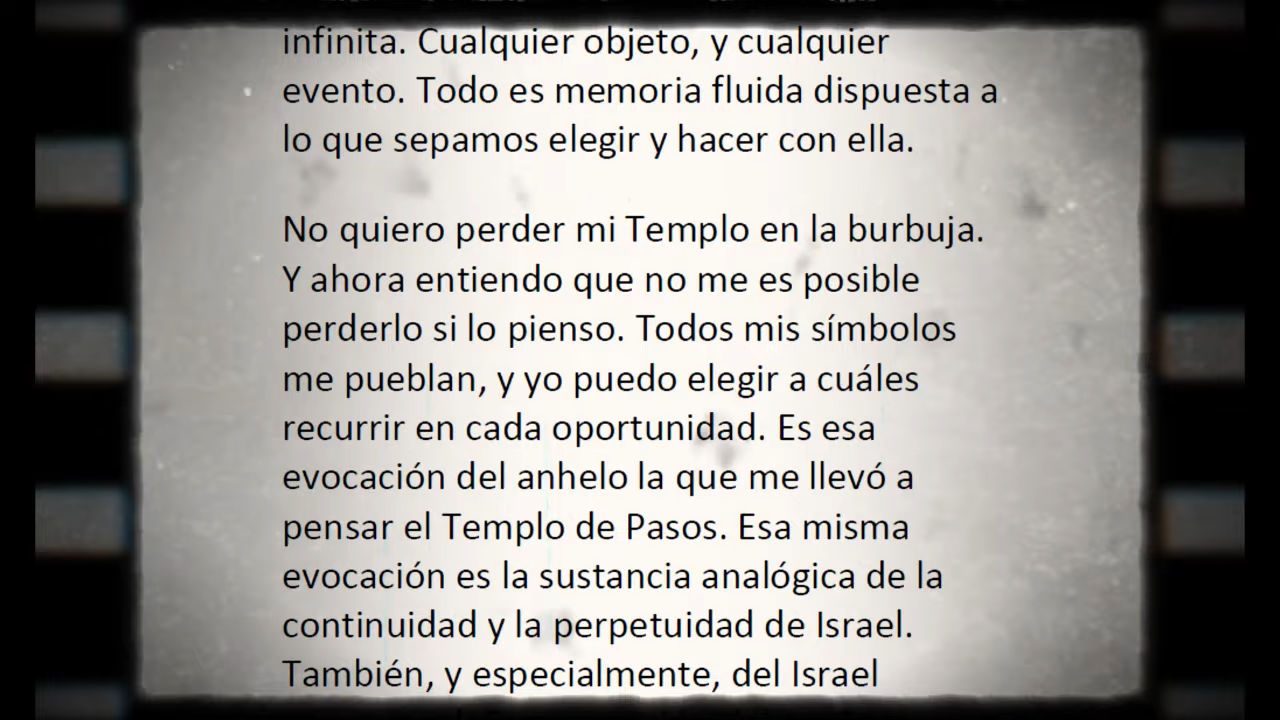 infinita. Cualquier objeto, y cualquier
evento. Todo es memoria fluida dispuesta a
lo que sepamos elegir y hacer con ella.
No quiero perder mi Templo en la burbuja.
Y ahora entiendo que no me es posible
perderlo si lo pienso. Todos mis símbolos
me pueblan, y yo puedo elegir a cuáles
recurrir en cada oportunidad. Es esa
evocación del anhelo la que me llevó a
pensar el Templo de Pasos. Esa misma
evocación es la sustancia analógica de la
continuidad y la perpetuidad de Israel.
También, y especialmente, del Israel